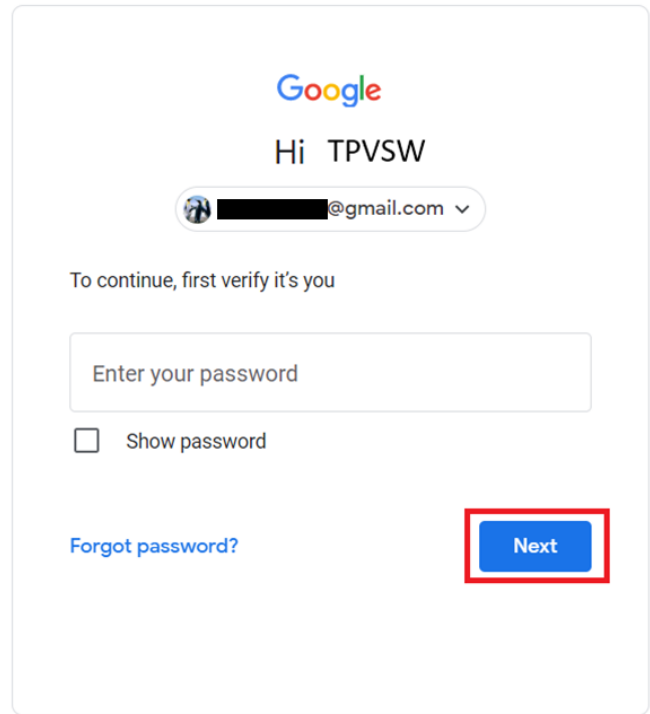 Google
Hi TPVSW
@gmail.com
To continue, first verify it's you
Enter your password
Show password
Forgot password?
Next